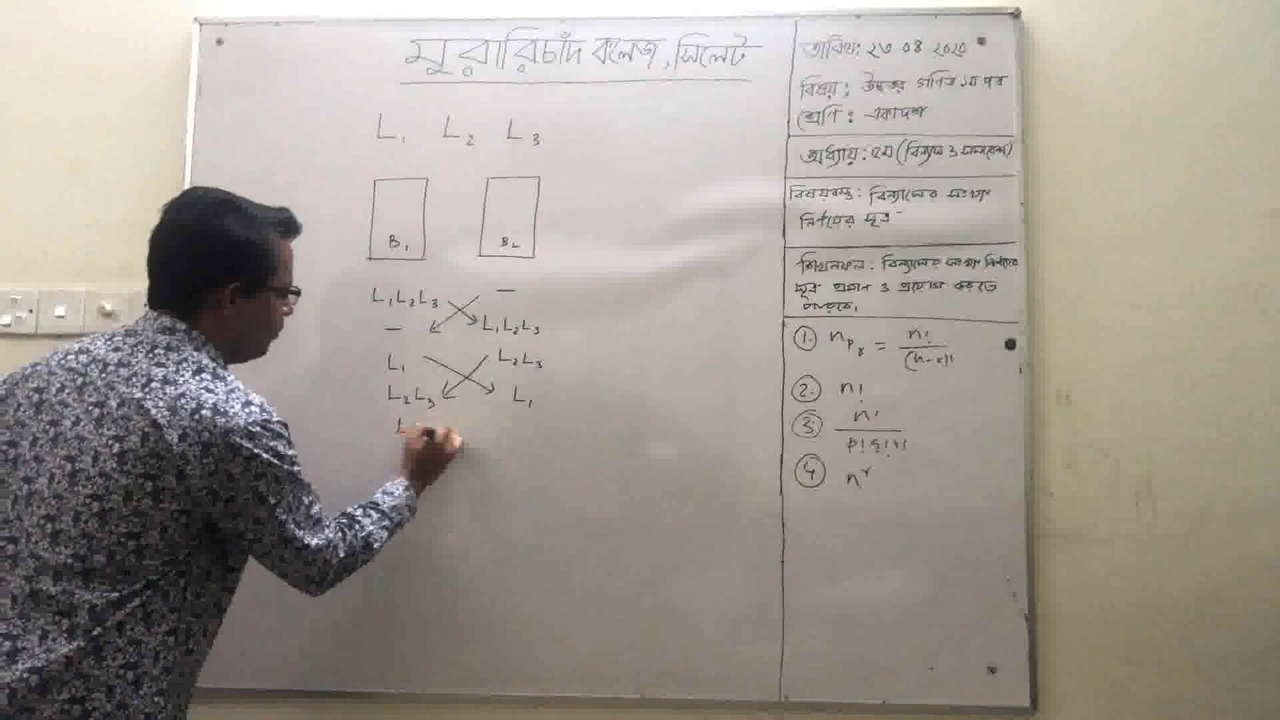 মুরারিচাঁদ কলেজ, সিলেট
L₁ L₂ L₃
B₁ B₂
L₁L₂L₃ —
— L₁L₂L₃
L₁ L₂L₃
L₂L₃ L₁
L
তারিখ: ২৩ ০৪ ২০২০
বিষয়: উচ্চতর গণিত ১ম পত্র
শ্রেণি: একাদশ
অধ্যায়: ৫ম (বিন্যাস ও সমাবেশ)
বিষয়বস্তু: বিন্যাসের সংখ্যা
নির্ণয়ের সূত্র
শিখনফল: বিন্যাসের সংখ্যা নির্ণয়ের
সূত্র প্রমাণ ও প্রয়োগ করতে
পারবে।
① nPr = n! / (n-r)!
② n!
③ n! / p!q!r!
④ nʳ